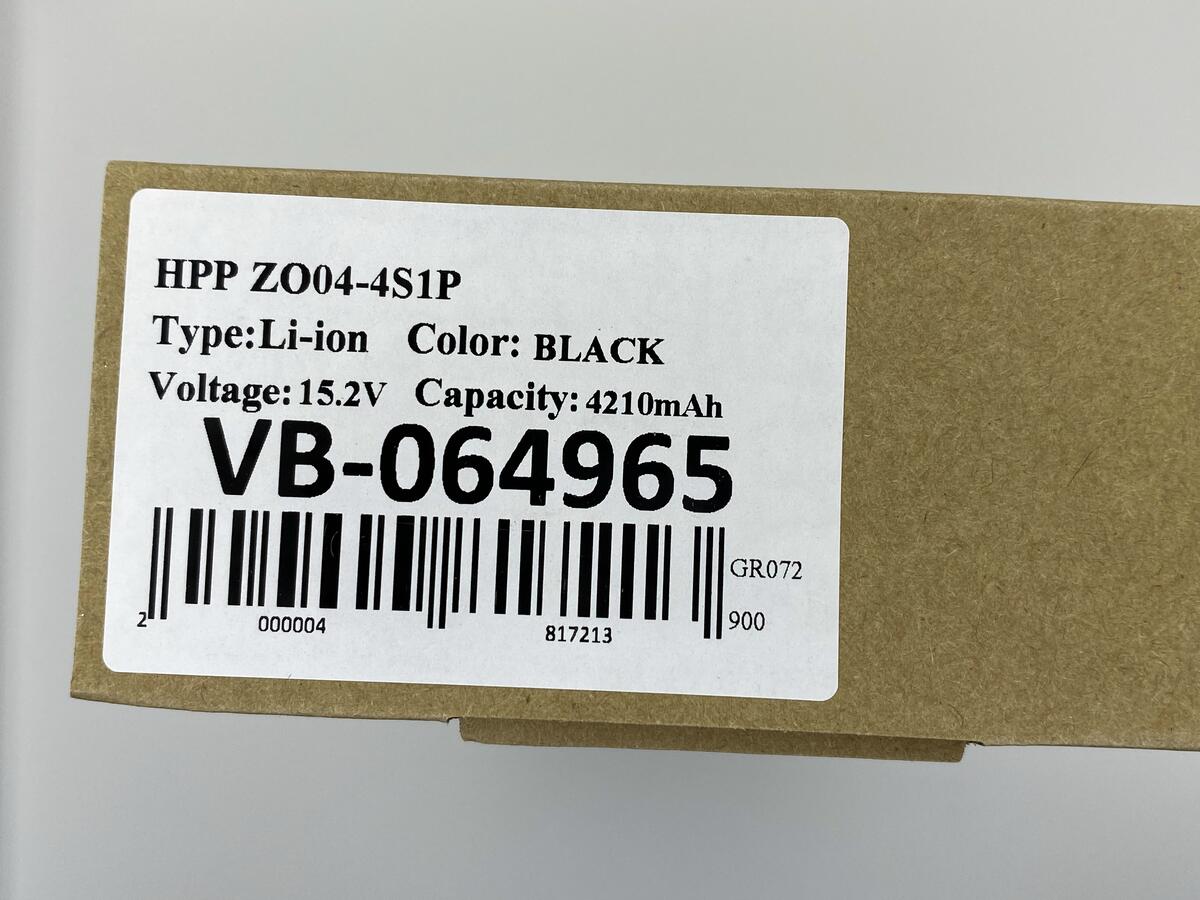 HPP ZO04-4S1P
Type:Li-ion Color: BLACK
Voltage: 15.2V Capacity: 4210mAh
VB-064965
GR072
2 000004 817213 900